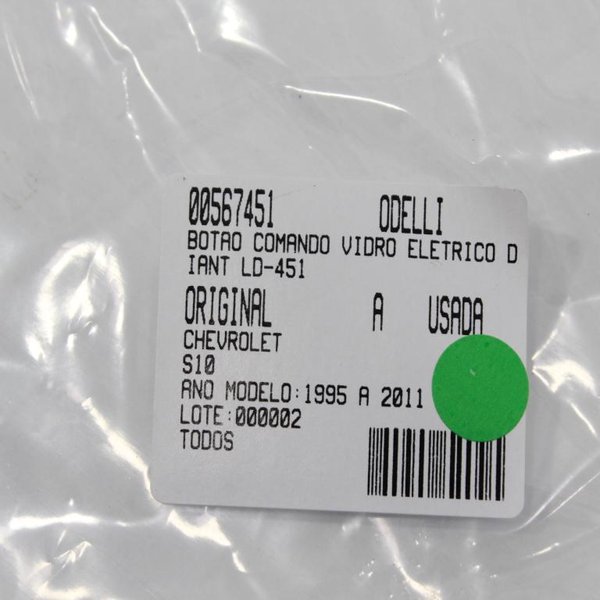 00567451 ODELLI
BOTAO COMANDO VIDRO ELETRICO D
IANT LD-451
ORIGINAL A USADA
CHEVROLET
S10
ANO MODELO:1995 A 2011
LOTE:000002
TODOS